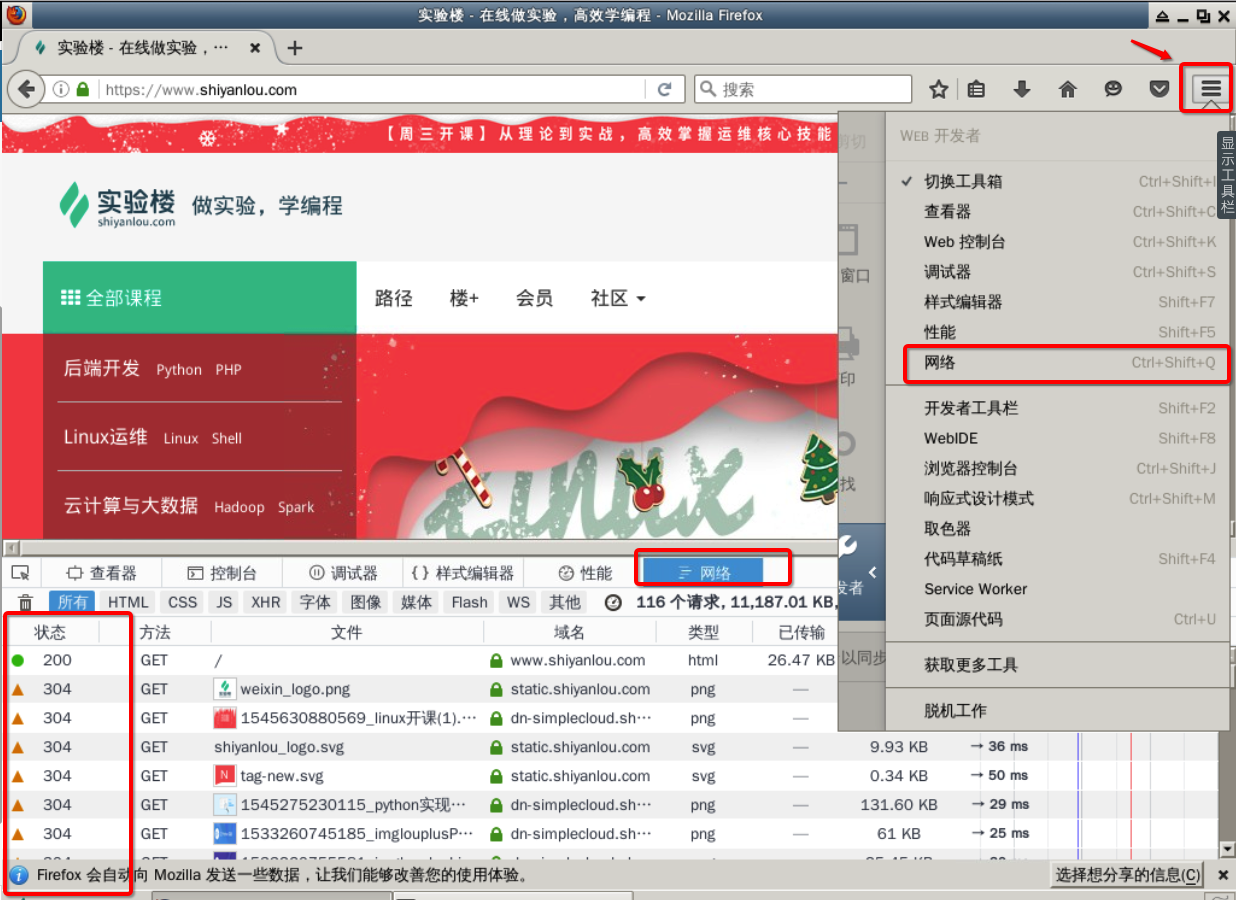 实验楼 - 在线做实验，高效学编程 - Mozilla Firefox
实验楼 - 在线做实验，···
https://www.shiyanlou.com
搜索
【周三开课】从理论到实战，高效掌握运维核心技能
剪切
WEB 开发者
显示工具栏
切换工具箱 Ctrl+Shift+I
查看器 Ctrl+Shift+C
Web 控制台 Ctrl+Shift+K
调试器 Ctrl+Shift+S
样式编辑器 Shift+F7
性能 Shift+F5
网络 Ctrl+Shift+Q
开发者工具栏 Shift+F2
WebIDE Shift+F8
浏览器控制台 Ctrl+Shift+J
响应式设计模式 Ctrl+Shift+M
取色器
代码草稿纸 Shift+F4
Service Worker
页面源代码 Ctrl+U
获取更多工具
脱机工作
窗口
印
找
发者
以同步
实验楼
shiyanlou.com
做实验，学编程
全部课程 路径 楼+ 会员 社区
后端开发 Python PHP
Linux运维 Linux Shell
云计算与大数据 Hadoop Spark
Linux
查看器 控制台 调试器 {} 样式编辑器 性能 网络
所有 HTML CSS JS XHR 字体 图像 媒体 Flash WS 其他 116 个请求, 11,187.01 KB,
状态 方法 文件 域名 类型 已传输
200 GET / www.shiyanlou.com html 26.47 KB
304 GET weixin_logo.png static.shiyanlou.com png —
304 GET 1545630880569_linux开课(1).··· dn-simplecloud.sh··· png —
304 GET shiyanlou_logo.svg static.shiyanlou.com svg — 9.93 KB → 36 ms
304 GET tag-new.svg static.shiyanlou.com svg — 0.34 KB → 50 ms
304 GET 1545275230115_python实现··· dn-simplecloud.sh··· png — 131.60 KB → 29 ms
304 GET 1533260745185_imglouplusP··· dn-simplecloud.sh··· png — 61 KB → 25 ms
Firefox 会自动向 Mozilla 发送一些数据，让我们能够改善您的使用体验。 选择想分享的信息(C)